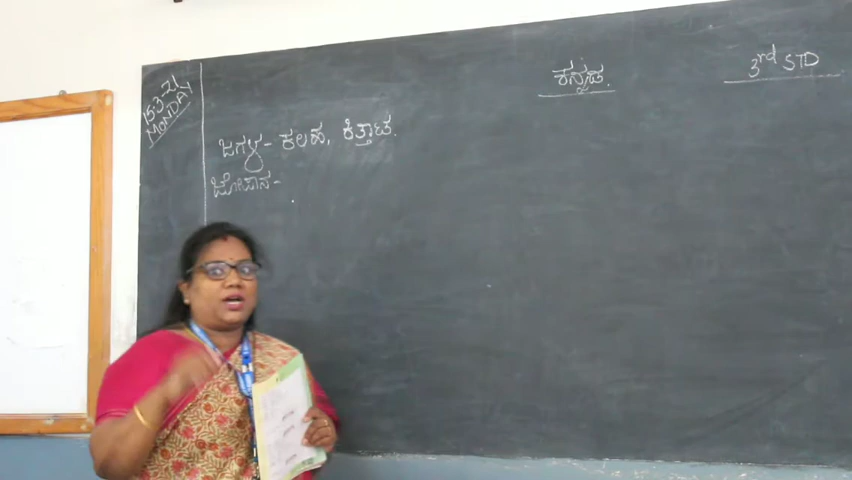 15-3-21
MONDAY
ಕನ್ನಡ.
3rd STD
ಜಗಳ - ಕಲಹ, ಕಿತ್ತಾಟ.
ಜೋಪಾನ -